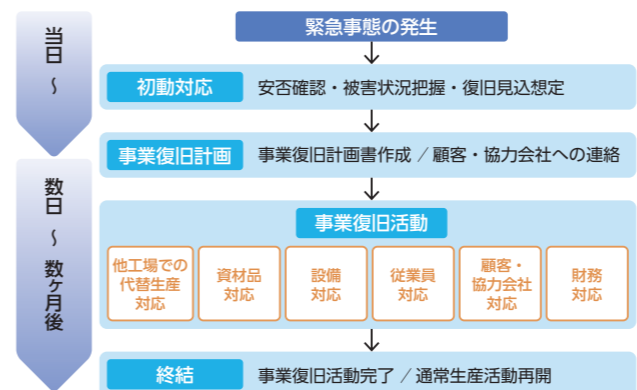 緊急事態の発生
当日〜
初動対応
安否確認・被害状況把握・復旧見込想定
事業復旧計画
事業復旧計画書作成 / 顧客・協力会社への連絡
数日〜数ヶ月後
事業復旧活動
他工場での
代替生産
対応
資材品
対応
設備
対応
従業員
対応
顧客・
協力会社
対応
財務
対応
終結
事業復旧活動完了 / 通常生産活動再開